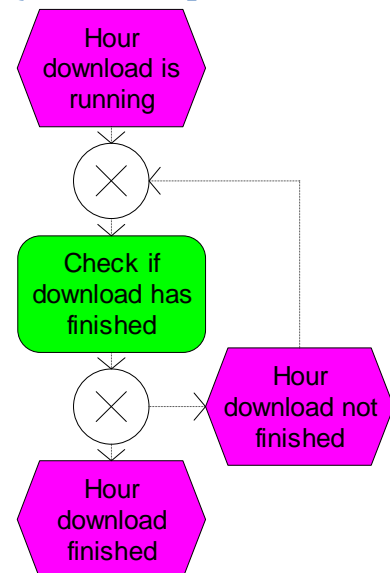 Hour
download is
running
Check if
download has
finished
Hour
download not
finished
Hour
download
finished